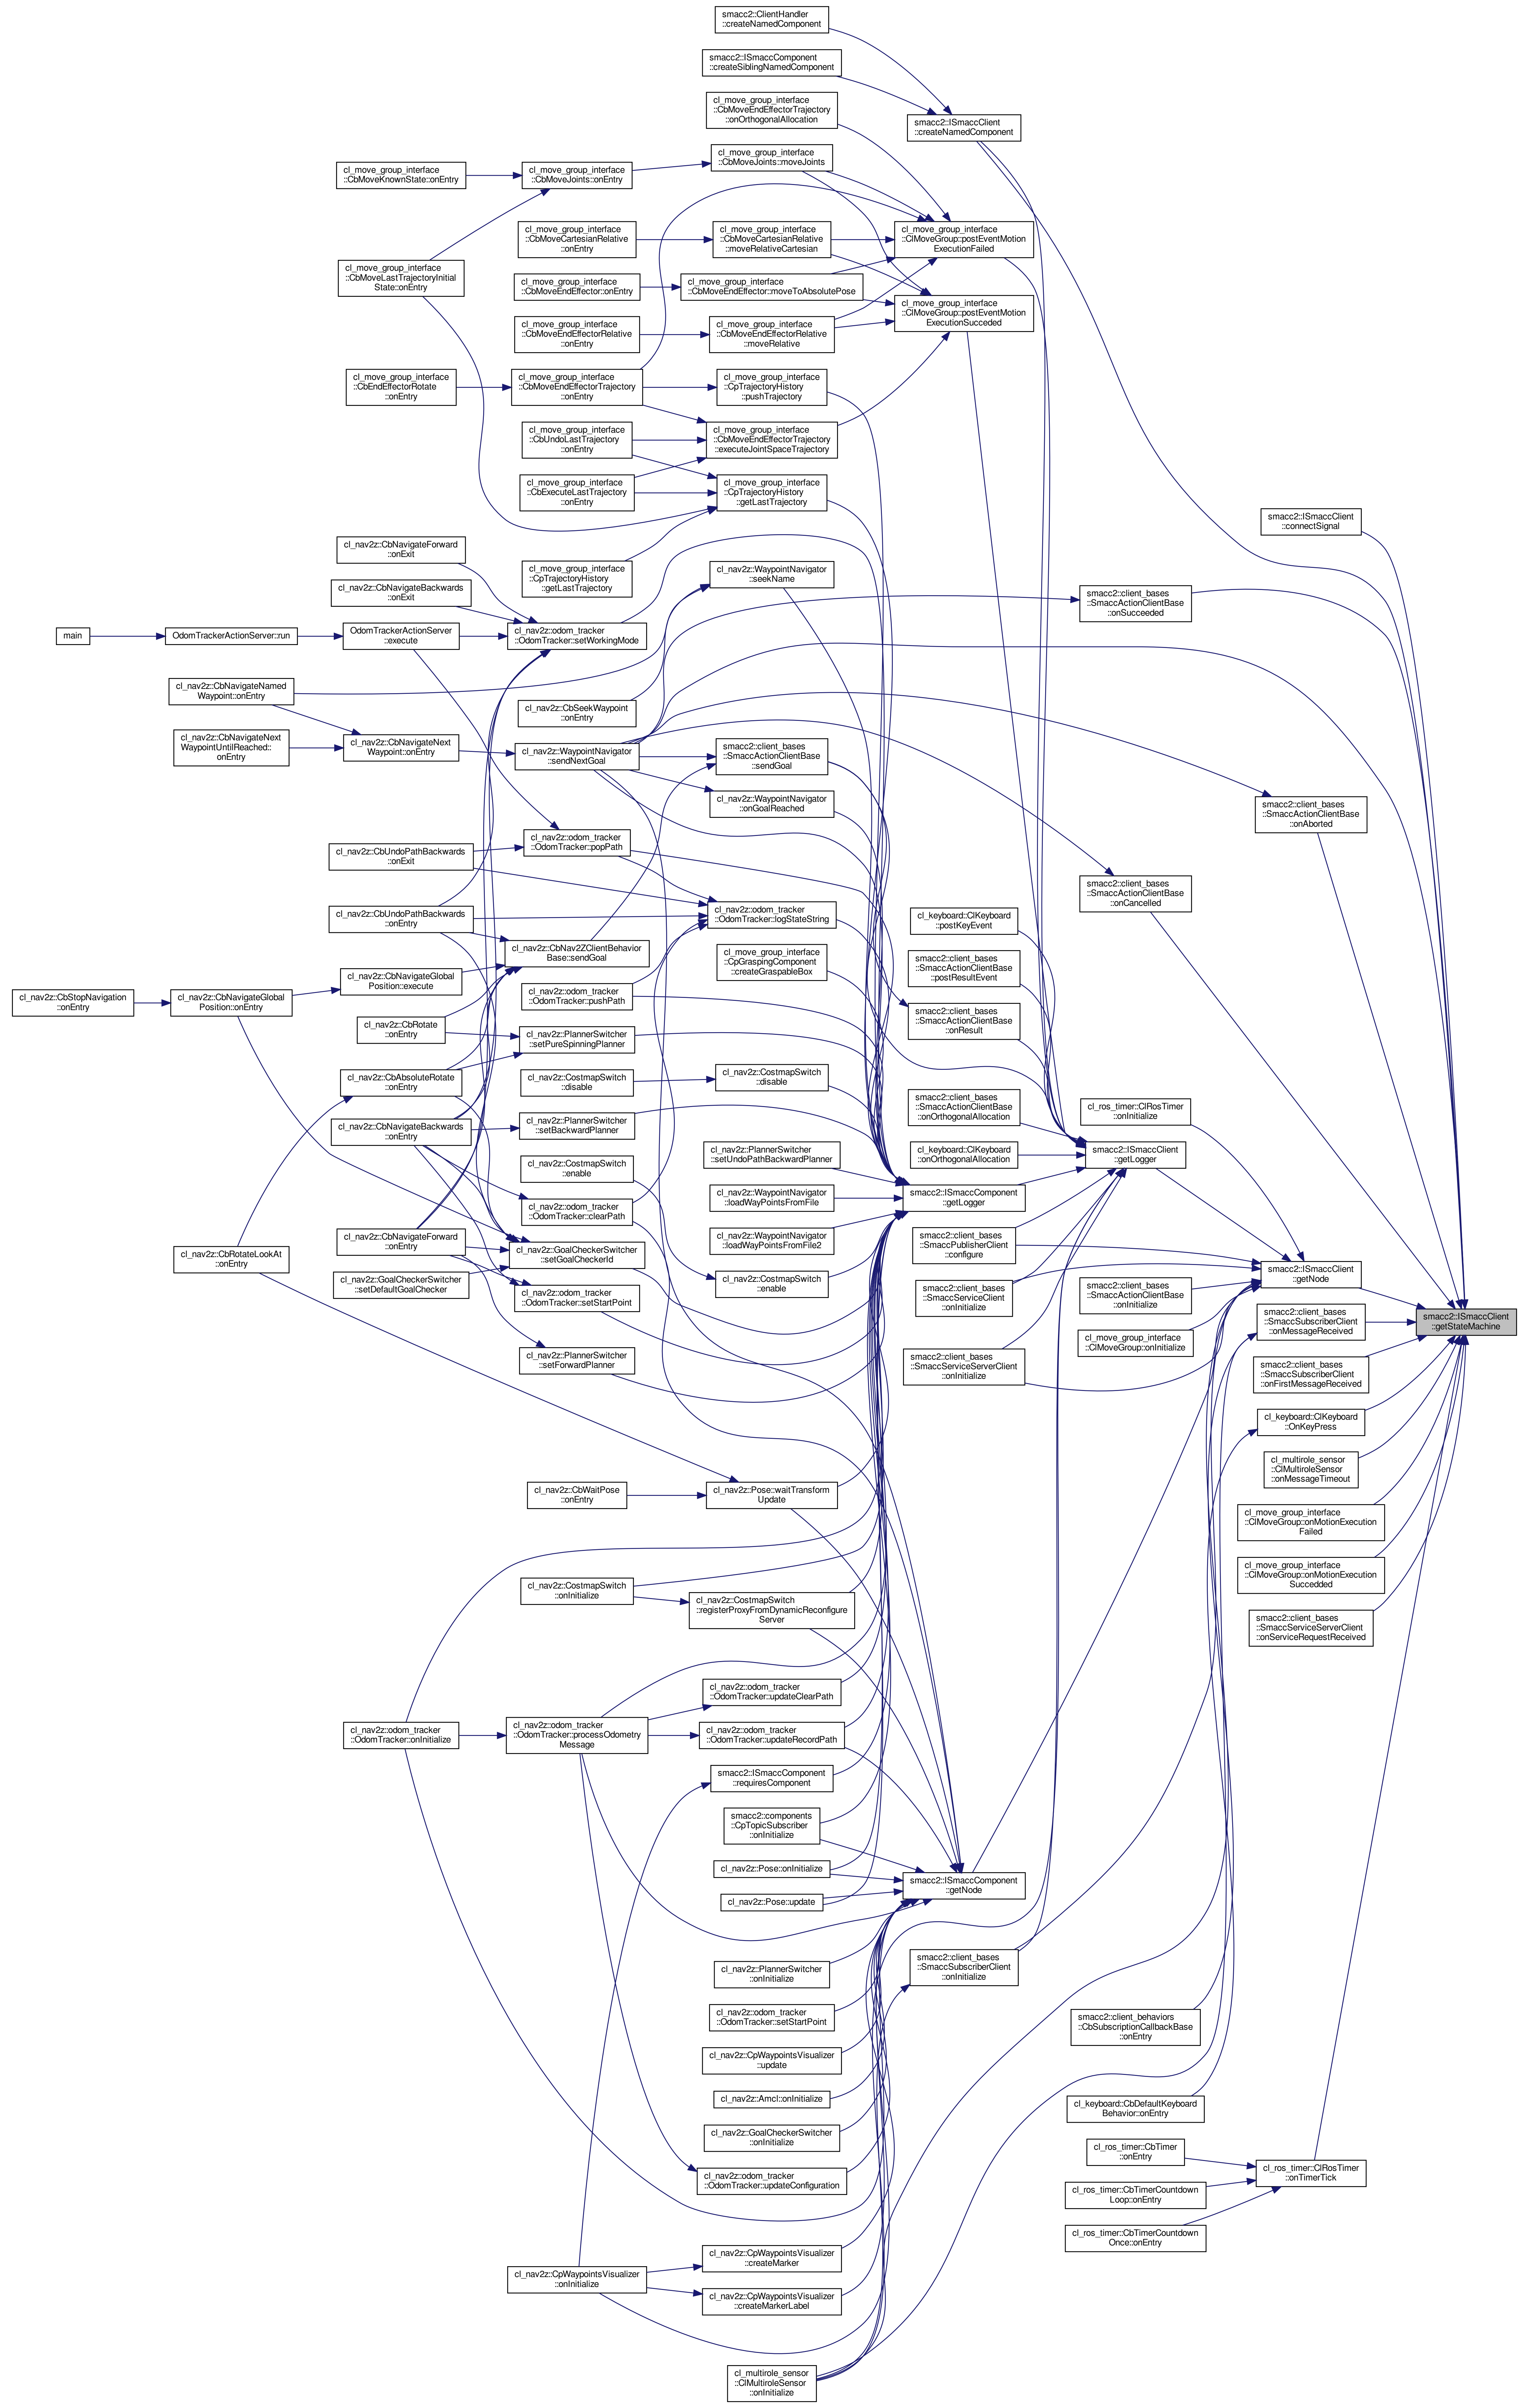 smacc2::ClientHandler
::createNamedComponent
smacc2::ISmaccComponent
::createSiblingNamedComponent
cl_move_group_interface
::CbMoveEndEffectorTrajectory
::onOrthogonalAllocation
smacc2::ISmaccClient
::createNamedComponent
cl_move_group_interface
::CbMoveJoints::moveJoints
cl_move_group_interface
::CbMoveJoints::onEntry
cl_move_group_interface
::CbMoveKnownState::onEntry
cl_move_group_interface
::CbMoveCartesianRelative
::onEntry
cl_move_group_interface
::CbMoveCartesianRelative
::moveRelativeCartesian
cl_move_group_interface
::ClMoveGroup::postEventMotion
ExecutionFailed
cl_move_group_interface
::CbMoveLastTrajectoryInitial
State::onEntry
cl_move_group_interface
::CbMoveEndEffector::onEntry
cl_move_group_interface
::CbMoveEndEffector::moveToAbsolutePose
cl_move_group_interface
::ClMoveGroup::postEventMotion
ExecutionSucceded
cl_move_group_interface
::CbMoveEndEffectorRelative
::onEntry
cl_move_group_interface
::CbMoveEndEffectorRelative
::moveRelative
cl_move_group_interface
::CbEndEffectorRotate
::onEntry
cl_move_group_interface
::CbMoveEndEffectorTrajectory
::onEntry
cl_move_group_interface
::CpTrajectoryHistory
::pushTrajectory
cl_move_group_interface
::CbUndoLastTrajectory
::onEntry
cl_move_group_interface
::CbMoveEndEffectorTrajectory
::executeJointSpaceTrajectory
cl_move_group_interface
::CbExecuteLastTrajectory
::onEntry
cl_move_group_interface
::CpTrajectoryHistory
::getLastTrajectory
smacc2::ISmaccClient
::connectSignal
cl_nav2z::CbNavigateForward
::onExit
cl_move_group_interface
::CpTrajectoryHistory
::getLastTrajectory
cl_nav2z::WaypointNavigator
::seekName
cl_nav2z::CbNavigateBackwards
::onExit
smacc2::client_bases
::SmaccActionClientBase
::onSucceeded
main
OdomTrackerActionServer::run
OdomTrackerActionServer
::execute
cl_nav2z::odom_tracker
::OdomTracker::setWorkingMode
cl_nav2z::CbNavigateNamed
Waypoint::onEntry
cl_nav2z::CbSeekWaypoint
::onEntry
cl_nav2z::CbNavigateNext
WaypointUntilReached::
onEntry
cl_nav2z::CbNavigateNext
Waypoint::onEntry
cl_nav2z::WaypointNavigator
::sendNextGoal
smacc2::client_bases
::SmaccActionClientBase
::sendGoal
cl_nav2z::WaypointNavigator
::onGoalReached
smacc2::client_bases
::SmaccActionClientBase
::onAborted
cl_nav2z::CbUndoPathBackwards
::onExit
cl_nav2z::odom_tracker
::OdomTracker::popPath
smacc2::client_bases
::SmaccActionClientBase
::onCancelled
cl_nav2z::CbUndoPathBackwards
::onEntry
cl_nav2z::odom_tracker
::OdomTracker::logStateString
cl_keyboard::ClKeyboard
::postKeyEvent
cl_nav2z::CbNav2ZClientBehavior
Base::sendGoal
cl_move_group_interface
::CpGraspingComponent
::createGraspableBox
smacc2::client_bases
::SmaccActionClientBase
::postResultEvent
cl_nav2z::CbStopNavigation
::onEntry
cl_nav2z::CbNavigateGlobal
Position::onEntry
cl_nav2z::CbNavigateGlobal
Position::execute
cl_nav2z::odom_tracker
::OdomTracker::pushPath
smacc2::client_bases
::SmaccActionClientBase
::onResult
cl_nav2z::CbRotate
::onEntry
cl_nav2z::PlannerSwitcher
::setPureSpinningPlanner
cl_nav2z::CbAbsoluteRotate
::onEntry
cl_nav2z::CostmapSwitch
::disable
cl_nav2z::CostmapSwitch
::disable
smacc2::client_bases
::SmaccActionClientBase
::onOrthogonalAllocation
cl_ros_timer::ClRosTimer
::onInitialize
cl_nav2z::CbNavigateBackwards
::onEntry
cl_nav2z::PlannerSwitcher
::setBackwardPlanner
cl_nav2z::PlannerSwitcher
::setUndoPathBackwardPlanner
cl_keyboard::ClKeyboard
::onOrthogonalAllocation
smacc2::ISmaccClient
::getLogger
cl_nav2z::CostmapSwitch
::enable
cl_nav2z::WaypointNavigator
::loadWayPointsFromFile
smacc2::ISmaccComponent
::getLogger
cl_nav2z::odom_tracker
::OdomTracker::clearPath
cl_nav2z::WaypointNavigator
::loadWayPointsFromFile2
smacc2::client_bases
::SmaccPublisherClient
::configure
cl_nav2z::CbRotateLookAt
::onEntry
cl_nav2z::CbNavigateForward
::onEntry
cl_nav2z::GoalCheckerSwitcher
::setGoalCheckerId
smacc2::ISmaccClient
::getNode
cl_nav2z::GoalCheckerSwitcher
::setDefaultGoalChecker
cl_nav2z::odom_tracker
::OdomTracker::setStartPoint
cl_nav2z::CostmapSwitch
::enable
smacc2::client_bases
::SmaccServiceClient
::onInitialize
smacc2::client_bases
::SmaccActionClientBase
::onInitialize
smacc2::client_bases
::SmaccSubscriberClient
::onMessageReceived
smacc2::ISmaccClient
::getStateMachine
cl_move_group_interface
::ClMoveGroup::onInitialize
cl_nav2z::PlannerSwitcher
::setForwardPlanner
smacc2::client_bases
::SmaccServiceServerClient
::onInitialize
smacc2::client_bases
::SmaccSubscriberClient
::onFirstMessageReceived
cl_keyboard::ClKeyboard
::OnKeyPress
cl_multirole_sensor
::ClMultiroleSensor
::onMessageTimeout
cl_nav2z::CbWaitPose
::onEntry
cl_nav2z::Pose::waitTransform
Update
cl_move_group_interface
::ClMoveGroup::onMotionExecution
Failed
cl_move_group_interface
::ClMoveGroup::onMotionExecution
Succedded
cl_nav2z::CostmapSwitch
::onInitialize
cl_nav2z::CostmapSwitch
::registerProxyFromDynamicReconfigure
Server
smacc2::client_bases
::SmaccServiceServerClient
::onServiceRequestReceived
cl_nav2z::odom_tracker
::OdomTracker::updateClearPath
cl_nav2z::odom_tracker
::OdomTracker::onInitialize
cl_nav2z::odom_tracker
::OdomTracker::processOdometry
Message
cl_nav2z::odom_tracker
::OdomTracker::updateRecordPath
smacc2::ISmaccComponent
::requiresComponent
smacc2::components
::CpTopicSubscriber
::onInitialize
cl_nav2z::Pose::onInitialize
smacc2::ISmaccComponent
::getNode
cl_nav2z::Pose::update
cl_nav2z::PlannerSwitcher
::onInitialize
smacc2::client_bases
::SmaccSubscriberClient
::onInitialize
cl_nav2z::odom_tracker
::OdomTracker::setStartPoint
smacc2::client_behaviors
::CbSubscriptionCallbackBase
::onEntry
cl_nav2z::CpWaypointsVisualizer
::update
cl_nav2z::Amcl::onInitialize
cl_keyboard::CbDefaultKeyboard
Behavior::onEntry
cl_nav2z::GoalCheckerSwitcher
::onInitialize
cl_ros_timer::CbTimer
::onEntry
cl_nav2z::odom_tracker
::OdomTracker::updateConfiguration
cl_ros_timer::ClRosTimer
::onTimerTick
cl_ros_timer::CbTimerCountdown
Loop::onEntry
cl_ros_timer::CbTimerCountdown
Once::onEntry
cl_nav2z::CpWaypointsVisualizer
::createMarker
cl_nav2z::CpWaypointsVisualizer
::onInitialize
cl_nav2z::CpWaypointsVisualizer
::createMarkerLabel
cl_multirole_sensor
::ClMultiroleSensor
::onInitialize